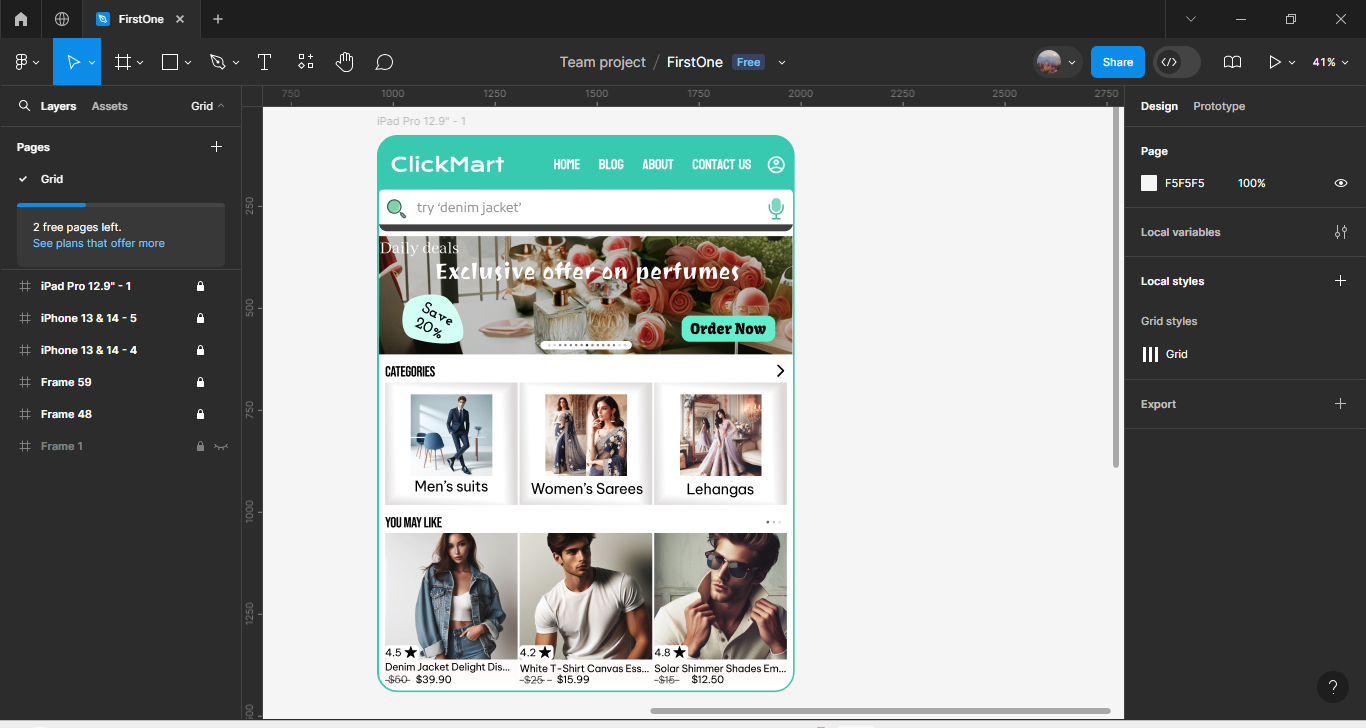 FirstOne
Team project / FirstOne Free
Share
41%
Layers Assets Grid
Pages
Grid
2 free pages left.
See plans that offer more
iPad Pro 12.9" - 1
iPhone 13 & 14 - 5
iPhone 13 & 14 - 4
Frame 59
Frame 48
Frame 1
750 1000 1250 1500 1750 2000 2250 2500 2750
250
500
750
1000
1250
iPad Pro 12.9" - 1
ClickMart HOME BLOG ABOUT CONTACT US
try ‘denim jacket’
Daily deals
Exclusive offer on perfumes
Save
20%
Order Now
CATEGORIES
Men’s suits Women’s Sarees Lehangas
YOU MAY LIKE
4.5 4.2 4.8
Denim Jacket Delight Dis... White T-Shirt Canvas Ess... Solar Shimmer Shades Em...
-$50- $39.90 -$25 - $15.99 -$15- $12.50
Design Prototype
Page
F5F5F5 100%
Local variables
Local styles
Grid styles
Grid
Export
?